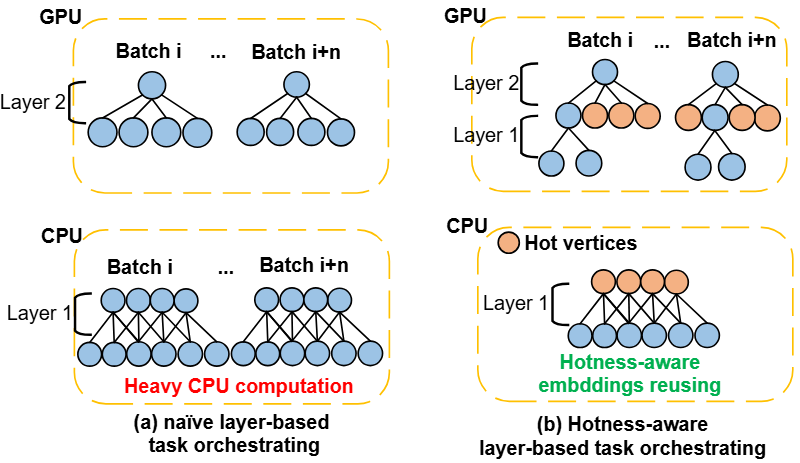 GPU
Batch i ... Batch i+n
Layer 2
CPU
Batch i ... Batch i+n
Layer 1
Heavy CPU computation
(a) naïve layer-based
task orchestrating
GPU
Batch i ... Batch i+n
Layer 2
Layer 1
CPU
Hot vertices
Layer 1
Hotness-aware
embddings reusing
(b) Hotness-aware
layer-based task orchestrating